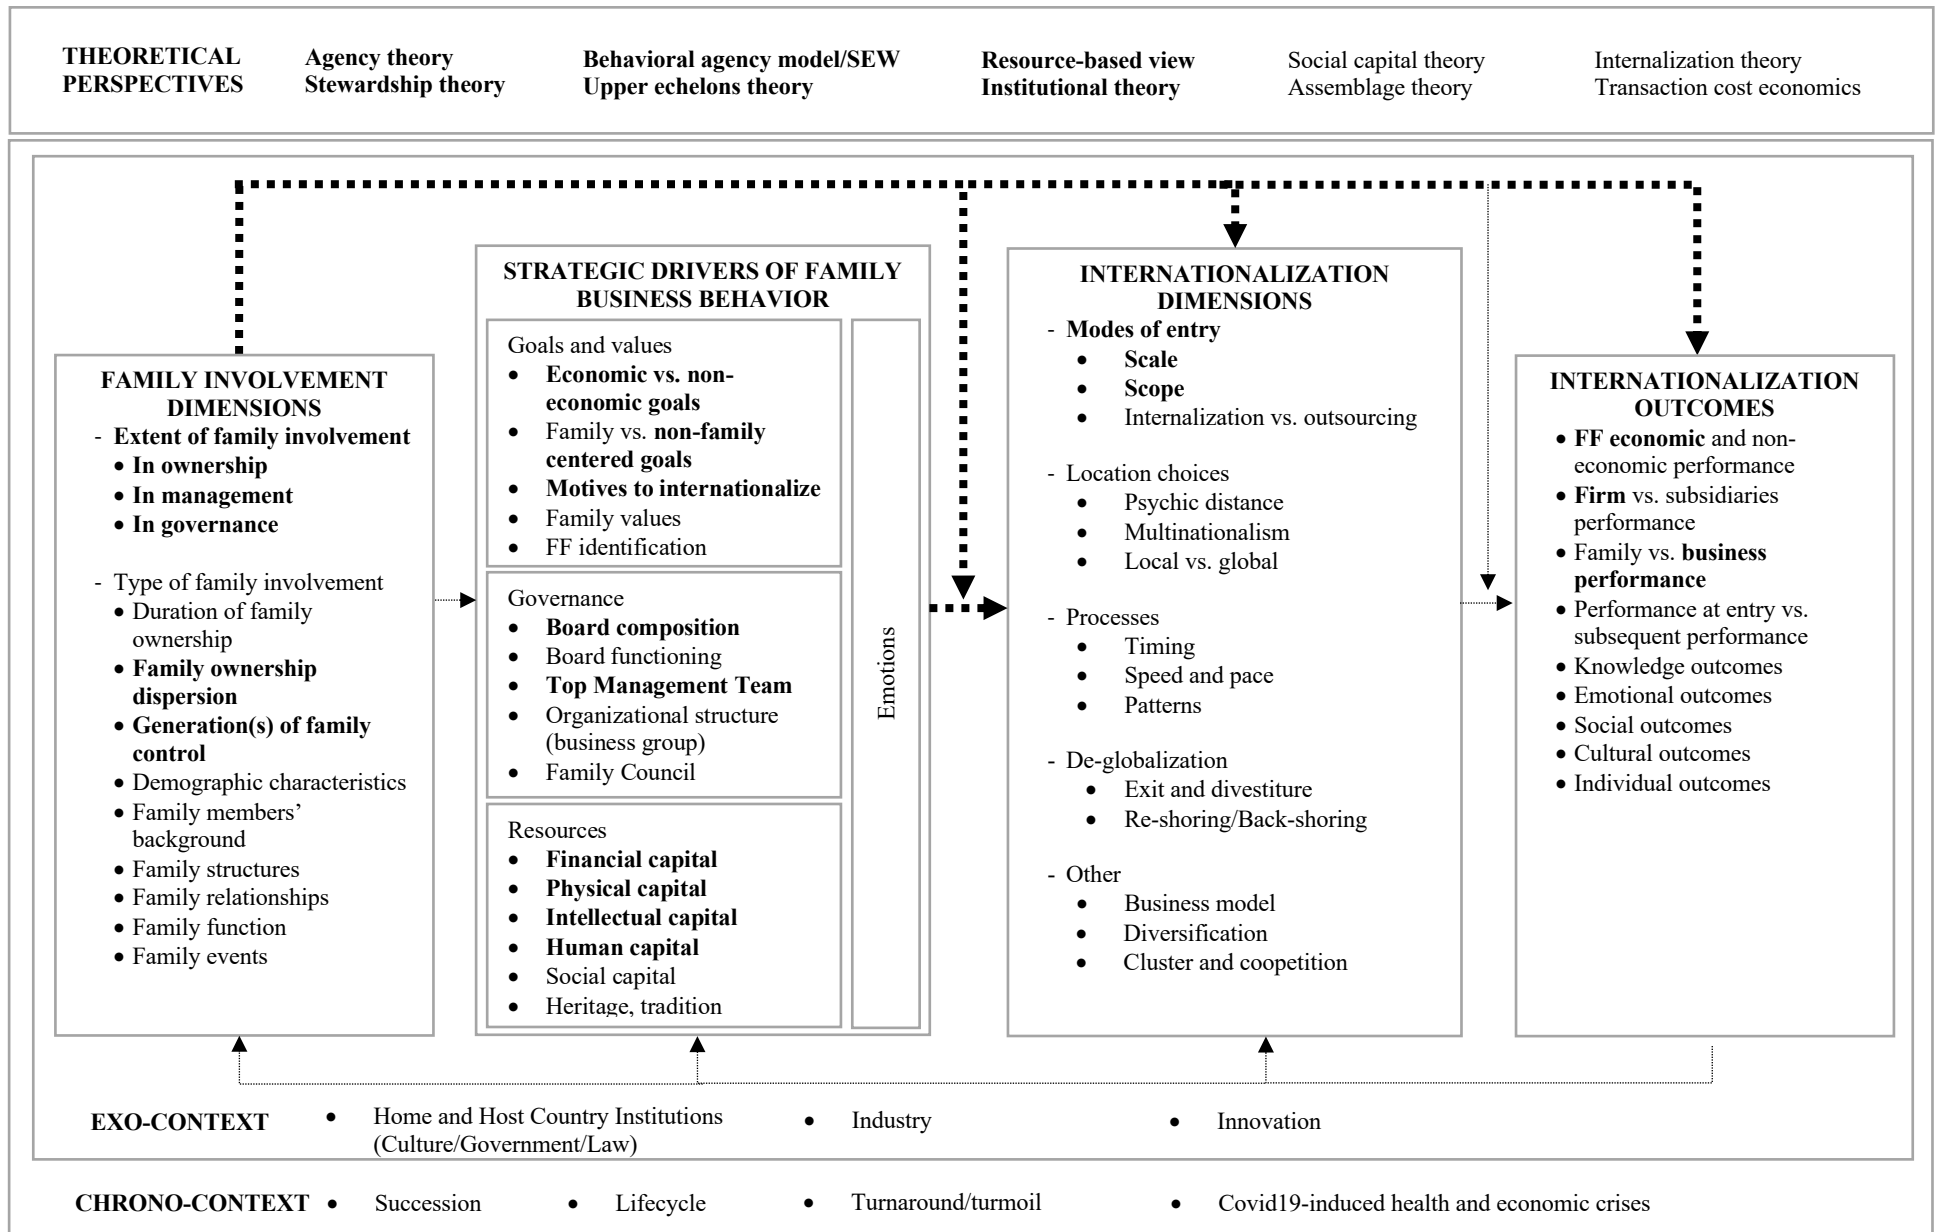 THEORETICAL PERSPECTIVES
Agency theory
Stewardship theory
Behavioral agency model/SEW
Upper echelons theory
Resource-based view
Institutional theory
Social capital theory
Assemblage theory
Internalization theory
Transaction cost economics
FAMILY INVOLVEMENT
DIMENSIONS
- Extent of family involvement
• In ownership
• In management
• In governance
- Type of family involvement
• Duration of family
ownership
• Family ownership
dispersion
• Generation(s) of family
control
• Demographic characteristics
• Family members’
background
• Family structures
• Family relationships
• Family function
• Family events
STRATEGIC DRIVERS OF FAMILY
BUSINESS BEHAVIOR
Goals and values
• Economic vs. non-
economic goals
• Family vs. non-family
centered goals
• Motives to internationalize
• Family values
• FF identification
Governance
• Board composition
• Board functioning
• Top Management Team
• Organizational structure
(business group)
• Family Council
Resources
• Financial capital
• Physical capital
• Intellectual capital
• Human capital
• Social capital
• Heritage, tradition
Emotions
INTERNATIONALIZATION
DIMENSIONS
- Modes of entry
• Scale
• Scope
• Internalization vs. outsourcing
- Location choices
• Psychic distance
• Multinationalism
• Local vs. global
- Processes
• Timing
• Speed and pace
• Patterns
- De-globalization
• Exit and divestiture
• Re-shoring/Back-shoring
- Other
• Business model
• Diversification
• Cluster and coopetition
INTERNATIONALIZATION
OUTCOMES
• FF economic and non-
economic performance
• Firm vs. subsidiaries
performance
• Family vs. business
performance
• Performance at entry vs.
subsequent performance
• Knowledge outcomes
• Emotional outcomes
• Social outcomes
• Cultural outcomes
• Individual outcomes
EXO-CONTEXT
• Home and Host Country Institutions
(Culture/Government/Law)
• Industry
• Innovation
CHRONO-CONTEXT
• Succession
• Lifecycle
• Turnaround/turmoil
• Covid19-induced health and economic crises